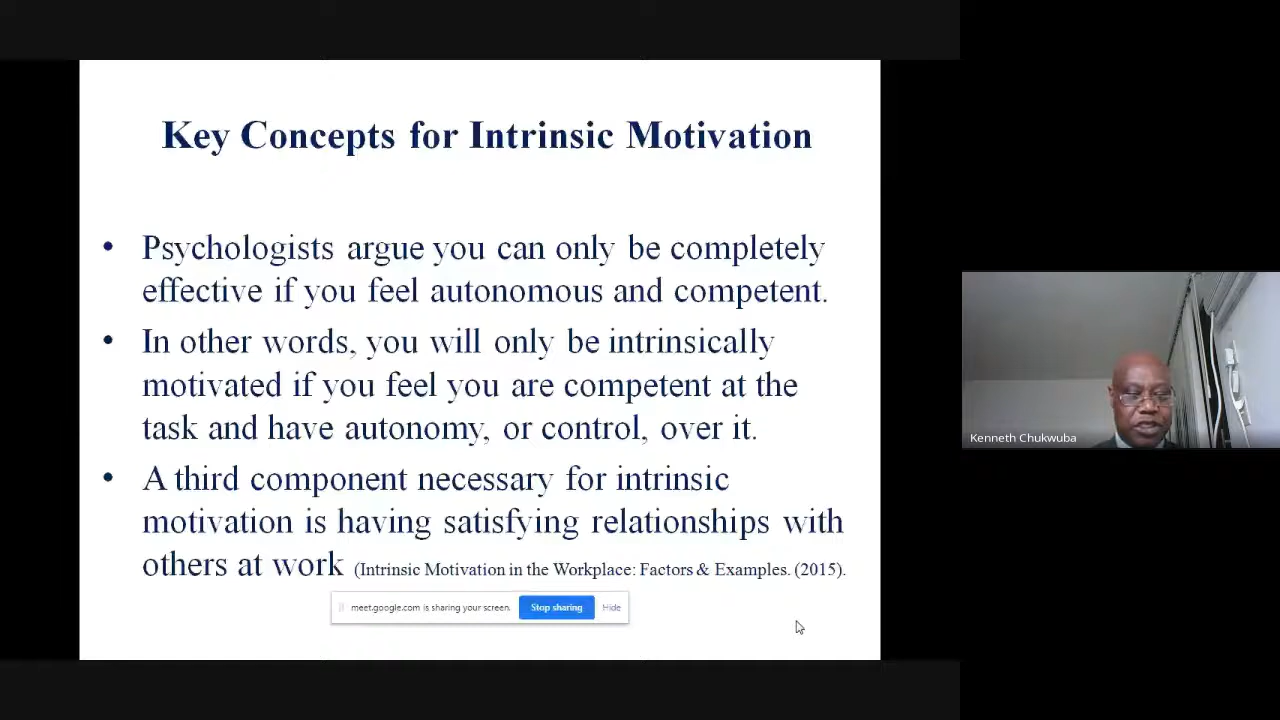 Key Concepts for Intrinsic Motivation
• Psychologists argue you can only be completely
effective if you feel autonomous and competent.
• In other words, you will only be intrinsically
motivated if you feel you are competent at the
task and have autonomy, or control, over it.
• A third component necessary for intrinsic
motivation is having satisfying relationships with
others at work (Intrinsic Motivation in the Workplace: Factors & Examples. (2015).
meet.google.com is sharing your screen. Stop sharing Hide
Kenneth Chukwuba